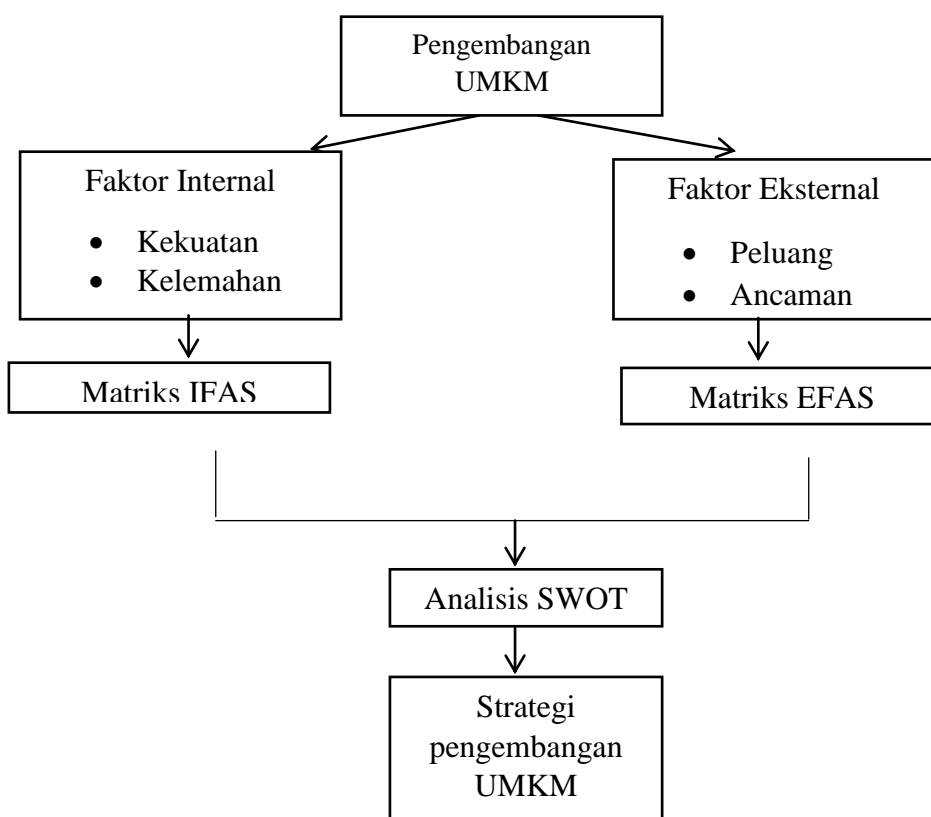 Pengembangan
UMKM
Faktor Internal
• Kekuatan
• Kelemahan
Faktor Eksternal
• Peluang
• Ancaman
Matriks IFAS
Matriks EFAS
Analisis SWOT
Strategi
pengembangan
UMKM